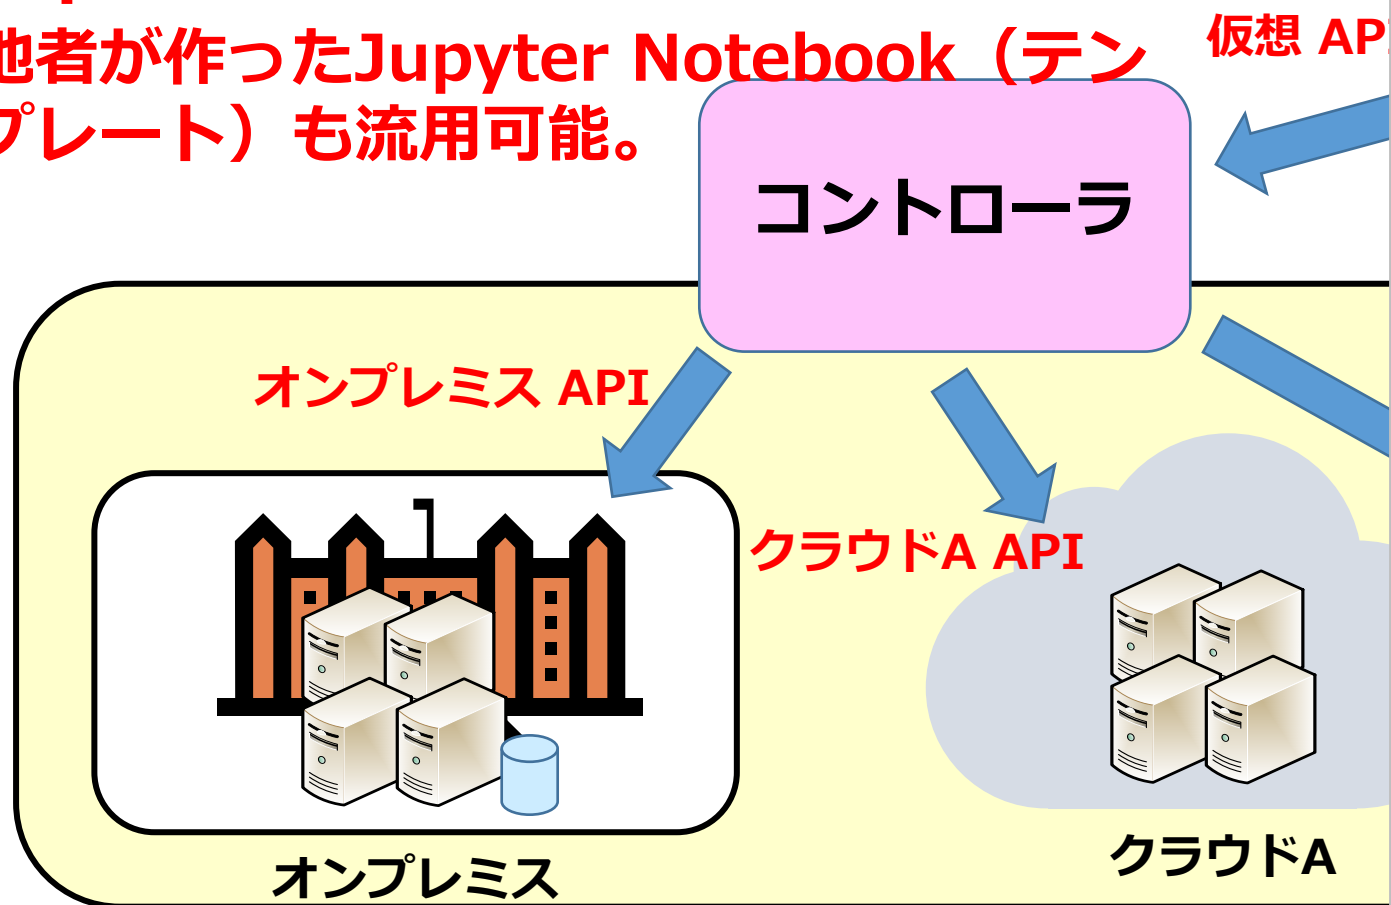 他者が作ったJupyter Notebook（テン
プレート）も流用可能。
仮想 AP
コントローラ
オンプレミス API
クラウドA API
クラウドA
オンプレミス